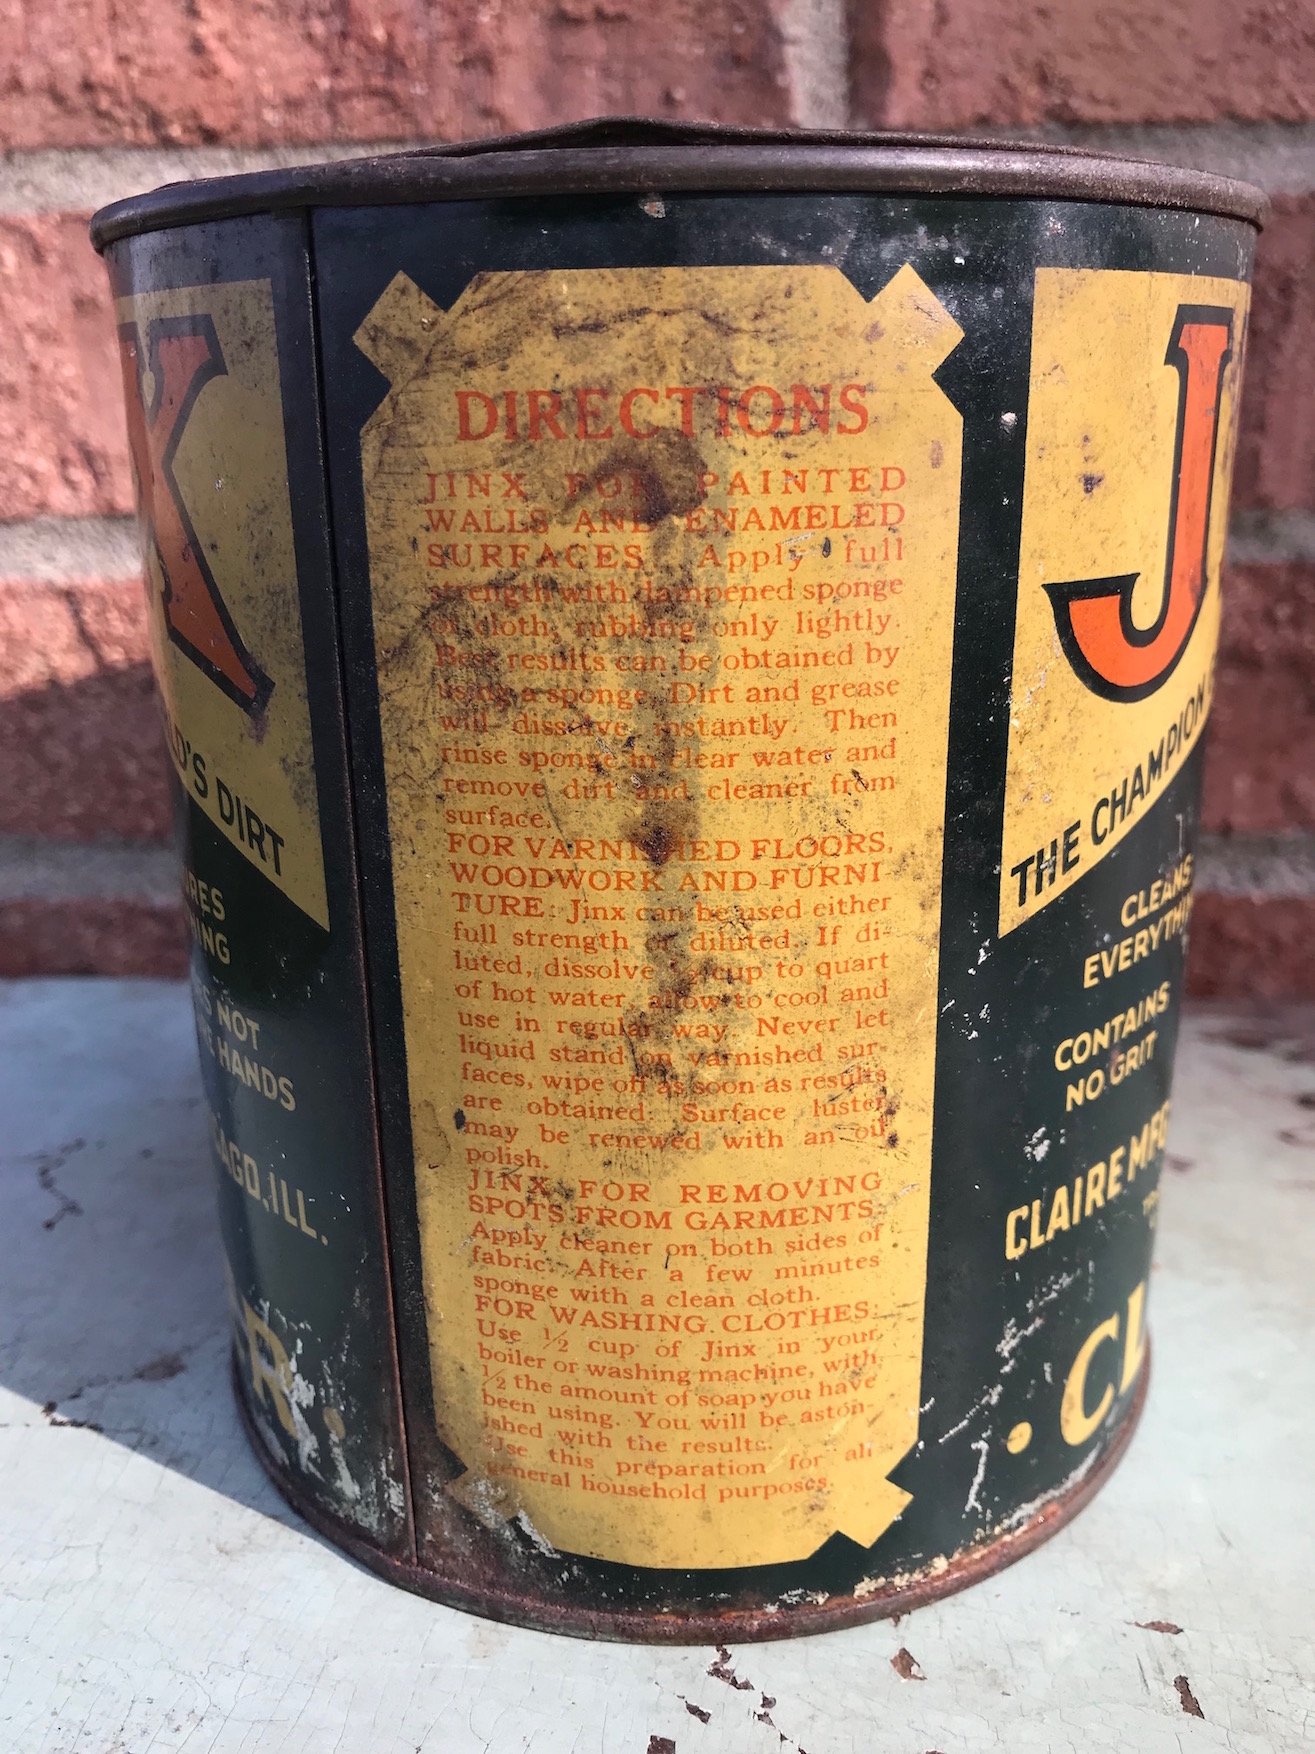 DIRECTIONS
JINX FOR PAINTED
WALLS AND ENAMELED
SURFACES Apply full
strength with dampened sponge
or cloth, rubbing only lightly.
Best results can be obtained by
using a sponge. Dirt and grease
will dissolve instantly. Then
rinse sponge in clear water and
remove dirt and cleaner from
surface.
FOR VARNISHED FLOORS,
WOODWORK AND FURNI-
TURE: Jinx can be used either
full strength or diluted. If di-
luted, dissolve cup to quart
of hot water, allow to cool and
use in regular way. Never let
liquid stand on varnished sur-
faces, wipe off as soon as results
are obtained. Surface luster
may be renewed with an oil
polish.
JINX FOR REMOVING
SPOTS FROM GARMENTS:
Apply cleaner on both sides of
fabric. After a few minutes
sponge with a clean cloth.
FOR WASHING CLOTHES:
Use ½ cup of Jinx in your
boiler or washing machine, with
½ the amount of soap you have
been using. You will be aston-
ished with the results.
Use this preparation for all
general household purposes.
X
D'S DIRT
IRES
ING
S NOT
HANDS
AGO, ILL.
R.
J
THE CHAMPION
CLEANS
EVERYTHIN
CONTAINS
NO GRIT
CLAIRE MFG
· CL